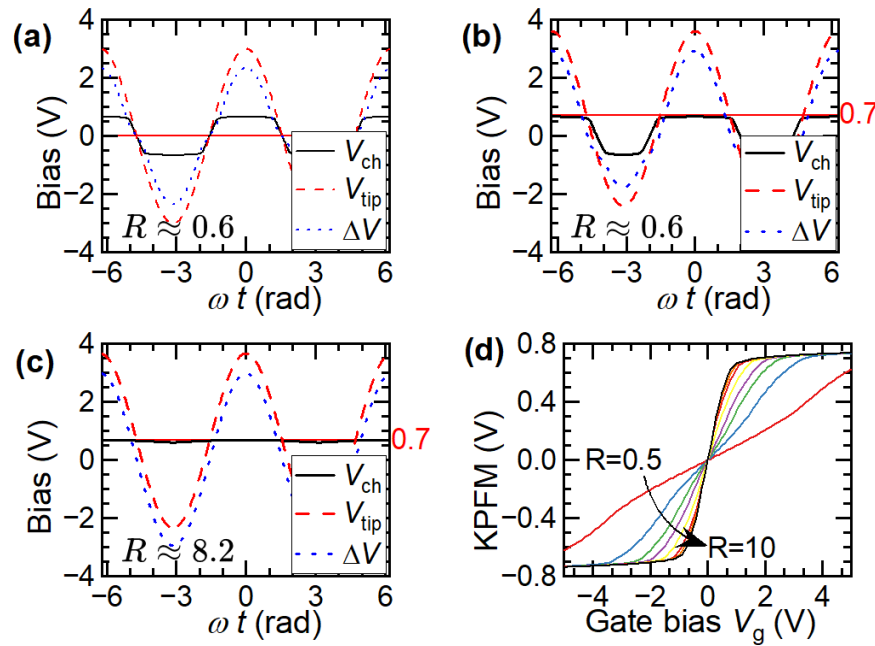 (a)
4
2
0
−2
−4
Bias (V)
V_ch
V_tip
ΔV
R ≈ 0.6
−6 −3 0 3 6
ω t (rad)
(b)
4
2
0
−2
−4
Bias (V)
0.7
V_ch
V_tip
ΔV
R ≈ 0.6
−6 −3 0 3 6
ω t (rad)
(c)
4
2
0
−2
−4
Bias (V)
0.7
V_ch
V_tip
ΔV
R ≈ 8.2
−6 −3 0 3 6
ω t (rad)
(d)
0.8
0.4
0.0
−0.4
−0.8
KPFM (V)
R=0.5
R=10
−4 −2 0 2 4
Gate bias V_g (V)